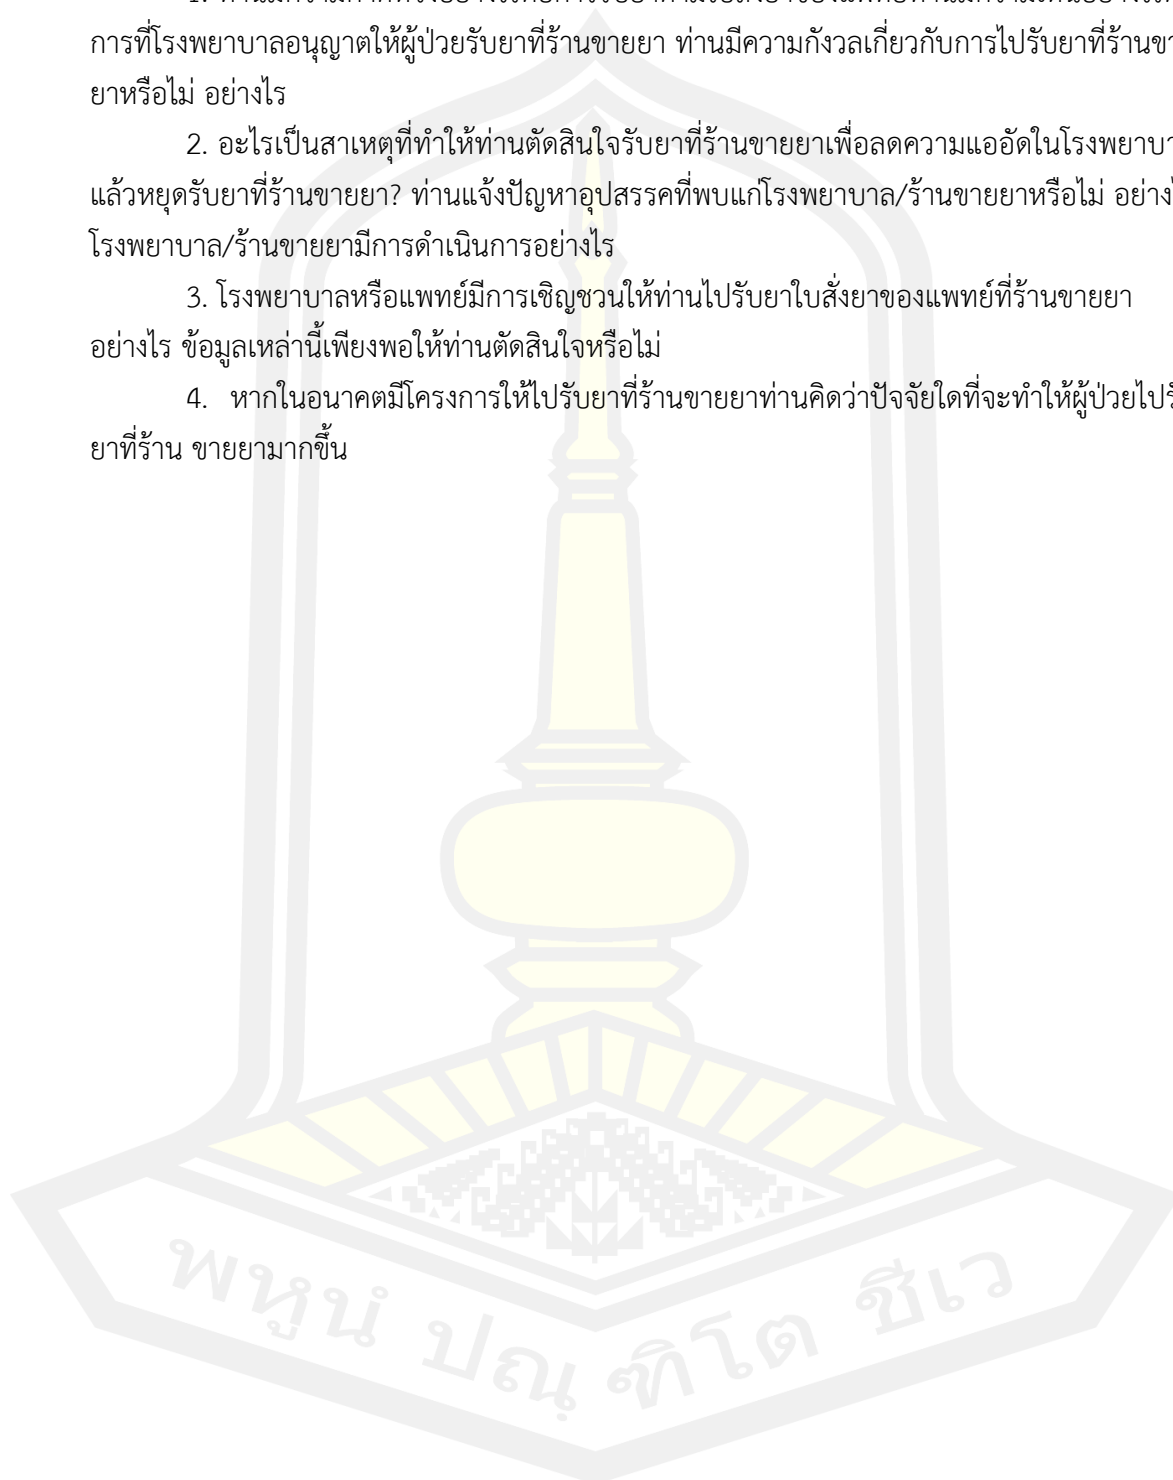 การที่โรงพยาบาลอนุญาตให้ผู้ป่วยรับยาที่ร้านขายยา ท่านมีความกังวลเกี่ยวกับการไปรับยาที่ร้านขา
ยาหรือไม่ อย่างไร
2. อะไรเป็นสาเหตุที่ทำให้ท่านตัดสินใจรับยาที่ร้านขายยาเพื่อลดความแออัดในโรงพยาบา
แล้วหยุดรับยาที่ร้านขายยา? ท่านแจ้งปัญหาอุปสรรคที่พบแก่โรงพยาบาล/ร้านขายยาหรือไม่ อย่าง
โรงพยาบาล/ร้านขายยามีการดำเนินการอย่างไร
3. โรงพยาบาลหรือแพทย์มีการเชิญชวนให้ท่านไปรับยาใบสั่งยาของแพทย์ที่ร้านขายยา
อย่างไร ข้อมูลเหล่านี้เพียงพอให้ท่านตัดสินใจหรือไม่
4. หากในอนาคตมีโครงการให้ไปรับยาที่ร้านขายยาท่านคิดว่าปัจจัยใดที่จะทำให้ผู้ป่วยไปรั
ยาที่ร้าน ขายยามากขึ้น
พหูนํ ปณฺ ฑิโต ชีเว